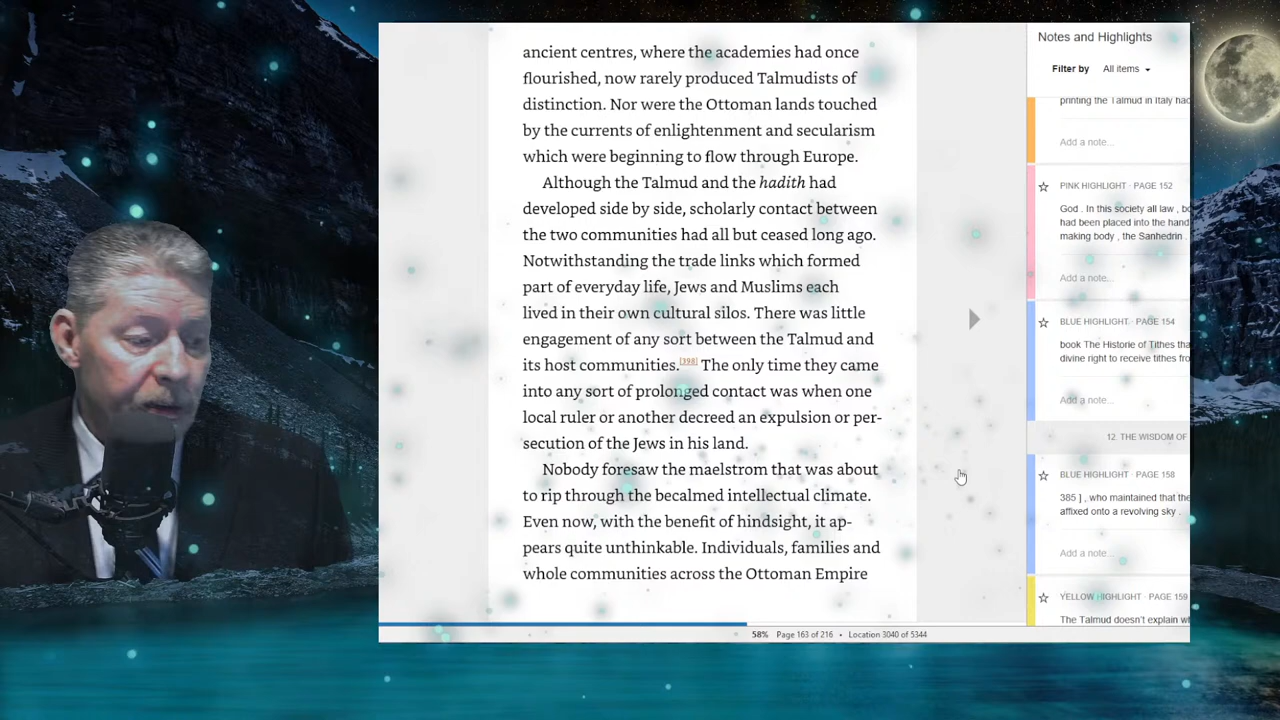 ancient centres, where the academies had once
flourished, now rarely produced Talmudists of
distinction. Nor were the Ottoman lands touched
by the currents of enlightenment and secularism
which were beginning to flow through Europe.
Although the Talmud and the hadith had
developed side by side, scholarly contact between
the two communities had all but ceased long ago.
Notwithstanding the trade links which formed
part of everyday life, Jews and Muslims each
lived in their own cultural silos. There was little
engagement of any sort between the Talmud and
its host communities.[398] The only time they came
into any sort of prolonged contact was when one
local ruler or another decreed an expulsion or per-
secution of the Jews in his land.
Nobody foresaw the maelstrom that was about
to rip through the becalmed intellectual climate.
Even now, with the benefit of hindsight, it ap-
pears quite unthinkable. Individuals, families and
whole communities across the Ottoman Empire
58% Page 163 of 216 • Location 3040 of 5344
Notes and Highlights
Filter by All items
printing the Talmud in Italy had
Add a note...
PINK HIGHLIGHT · PAGE 152
God . In this society all law , bo
had been placed into the hand
making body , the Sanhedrin .
Add a note...
BLUE HIGHLIGHT · PAGE 154
book The Historie of Tithes tha
divine right to receive tithes fro
Add a note...
12. THE WISDOM OF
BLUE HIGHLIGHT · PAGE 158
385 ] , who maintained that the
affixed onto a revolving sky .
Add a note...
YELLOW HIGHLIGHT · PAGE 159
The Talmud doesn't explain